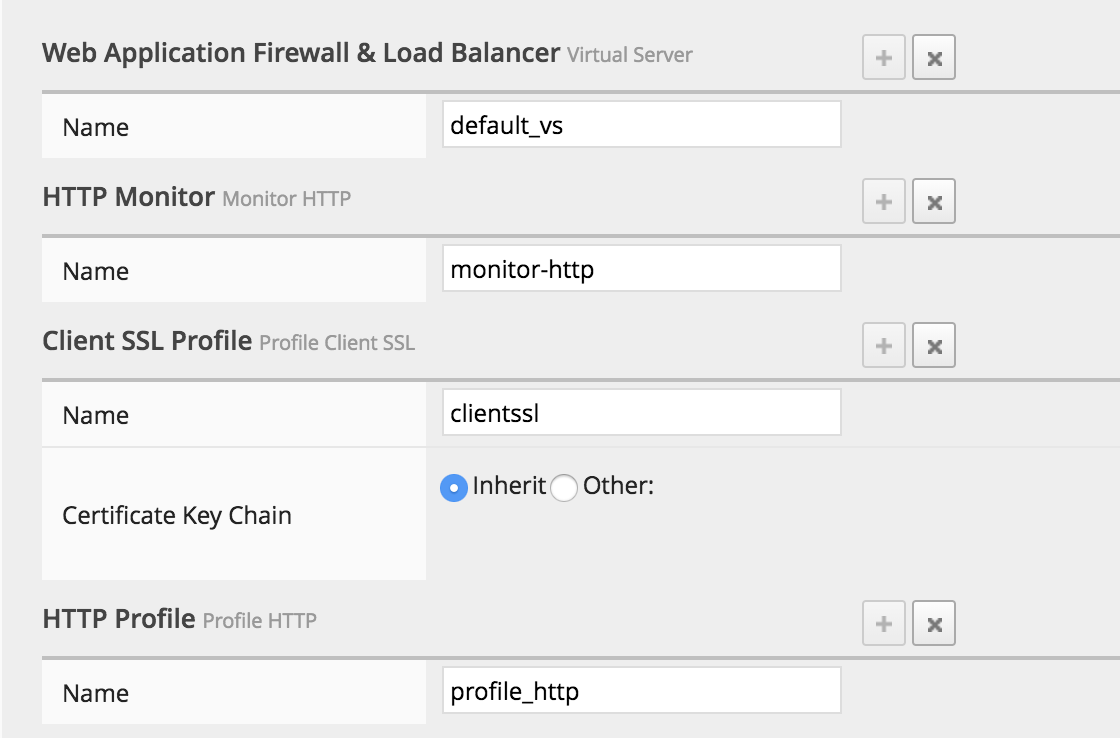 Web Application Firewall & Load Balancer Virtual Server
Name default_vs
HTTP Monitor Monitor HTTP
Name monitor-http
Client SSL Profile Profile Client SSL
Name clientssl
Certificate Key Chain Inherit Other:
HTTP Profile Profile HTTP
Name profile_http